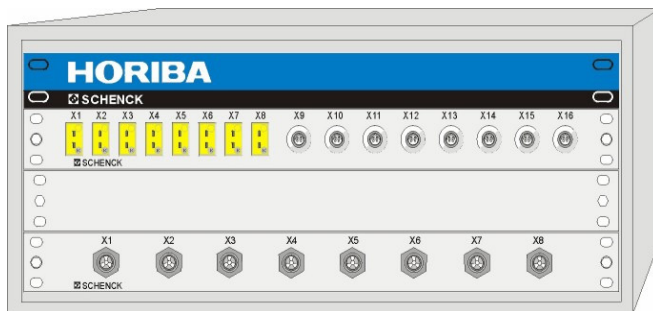 HORIBA
SCHENCK
X1 X2 X3 X4 X5 X6 X7 X8 X9 X10 X11 X12 X13 X14 X15 X16
SCHENCK
X1 X2 X3 X4 X5 X6 X7 X8
SCHENCK